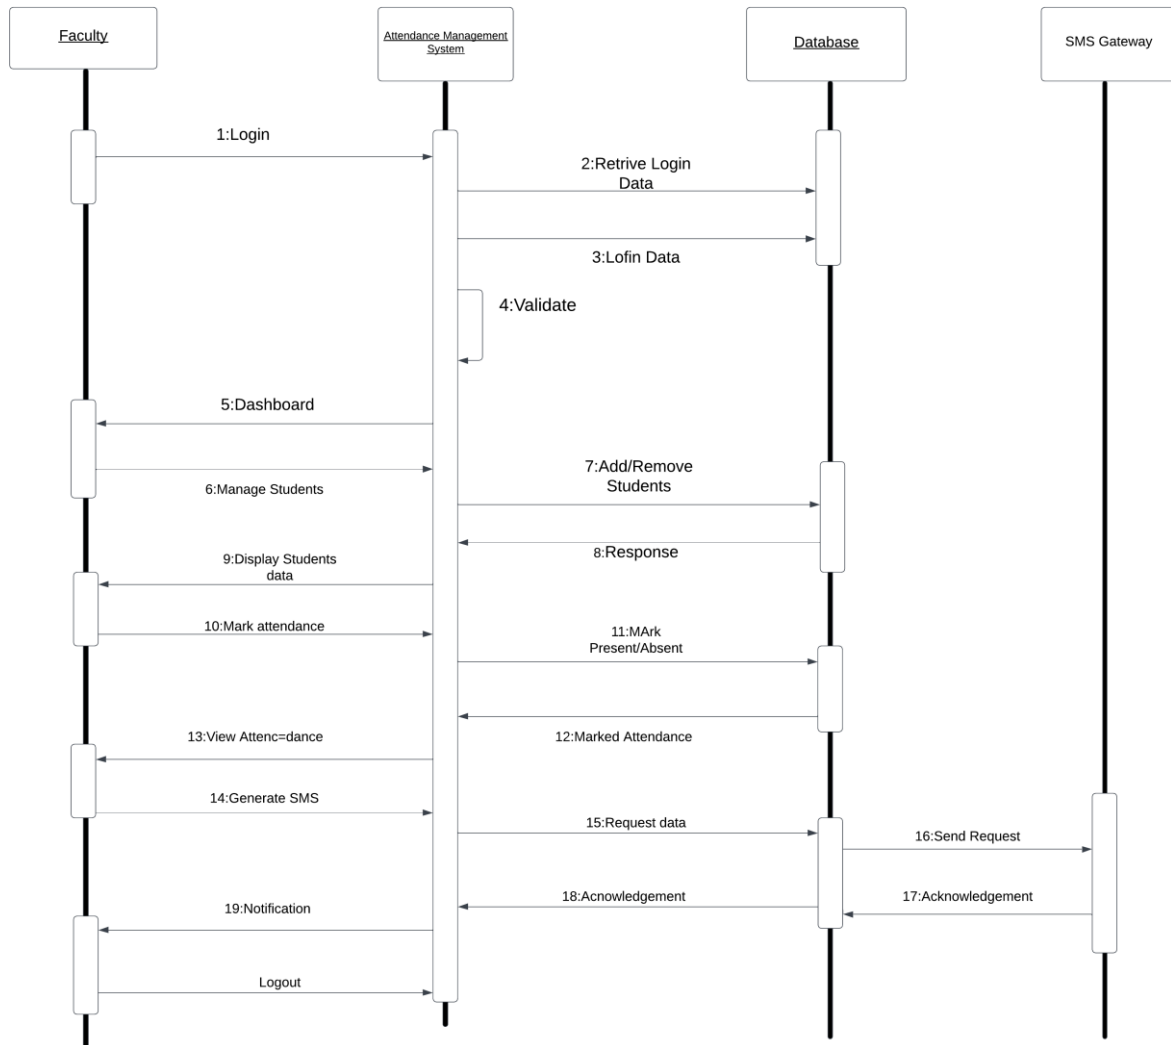 Faculty
Attendance Management
System
Database
SMS Gateway
1:Login
2:Retrive Login
Data
3:Lofin Data
4:Validate
5:Dashboard
6:Manage Students
7:Add/Remove
Students
8:Response
9:Display Students
data
10:Mark attendance
11:MArk
Present/Absent
12:Marked Attendance
13:View Attenc=dance
14:Generate SMS
15:Request data
16:Send Request
17:Acknowledgement
18:Acnowledgement
19:Notification
Logout